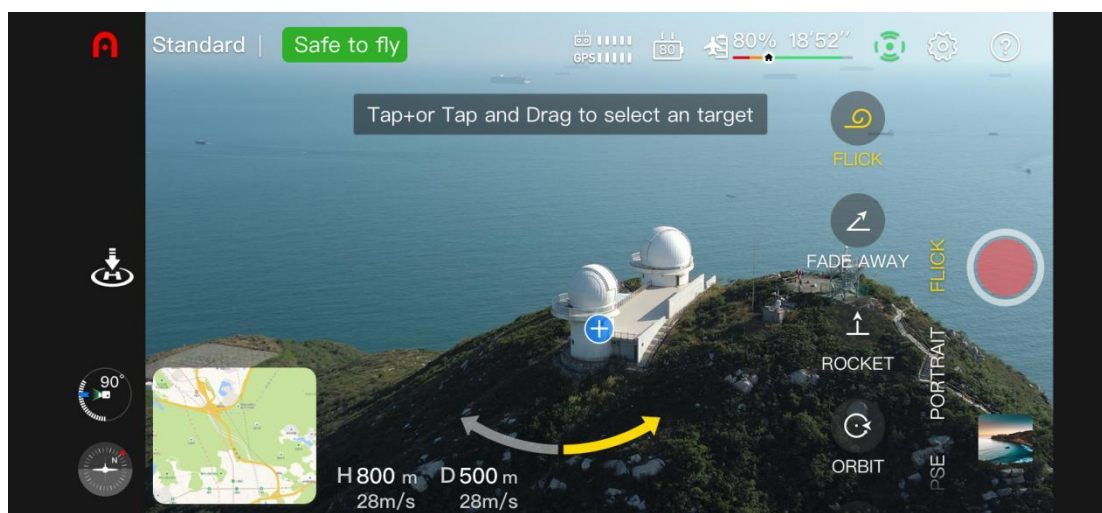 Standard
Safe to fly
GPS
80
80% 18′52″
?
Tap+or Tap and Drag to select an target
FLICK
FADE AWAY
ROCKET
ORBIT
FLICK
PORTRAIT
PSE
90°
N
H 800 m D 500 m
28m/s 28m/s